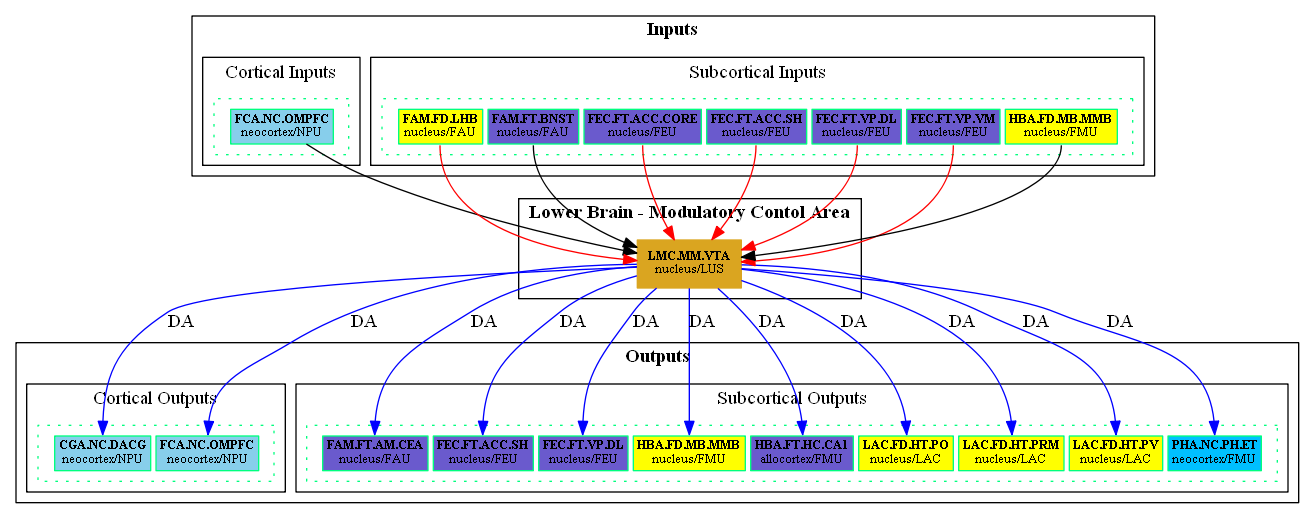 Inputs
Cortical Inputs
Subcortical Inputs
FCA.NC.OMPFC
neocortex/NPU
FAM.FD.LHB
nucleus/FAU
FAM.FT.BNST
nucleus/FAU
FEC.FT.ACC.CORE
nucleus/FEU
FEC.FT.ACC.SH
nucleus/FEU
FEC.FT.VP.DL
nucleus/FEU
FEC.FT.VP.VM
nucleus/FEU
HBA.FD.MB.MMB
nucleus/FMU
Lower Brain - Modulatory Contol Area
LMC.MM.VTA
nucleus/LUS
DA
DA
DA
DA
DA
DA
DA
DA
DA
DA
DA
Outputs
Cortical Outputs
Subcortical Outputs
CGA.NC.DACG
neocortex/NPU
FCA.NC.OMPFC
neocortex/NPU
FAM.FT.AM.CEA
nucleus/FAU
FEC.FT.ACC.SH
nucleus/FEU
FEC.FT.VP.DL
nucleus/FEU
HBA.FD.MB.MMB
nucleus/FMU
HBA.FT.HC.CA1
allocortex/FMU
LAC.FD.HT.PO
nucleus/LAC
LAC.FD.HT.PRM
nucleus/LAC
LAC.FD.HT.PV
nucleus/LAC
PHA.NC.PH.ET
neocortex/FMU